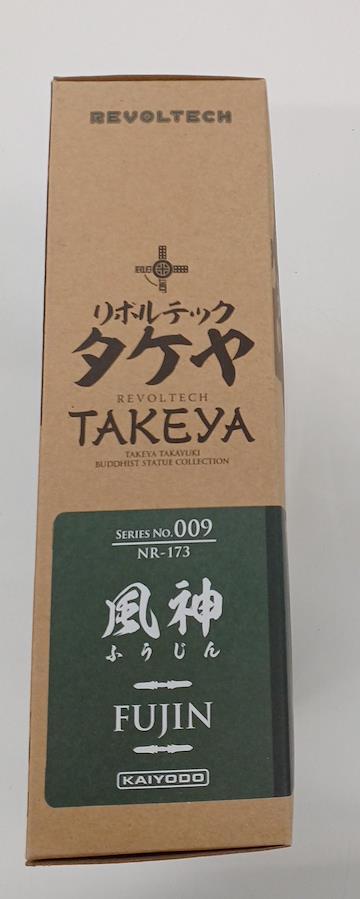 REVOLTECH
リボルテック
タケヤ
REVOLTECH
TAKEYA
TAKEYA TAKAYUKI
BUDDHIST STATUE COLLECTION
SERIES No.009
NR-173
風神
ふうじん
FUJIN
KAIYODO